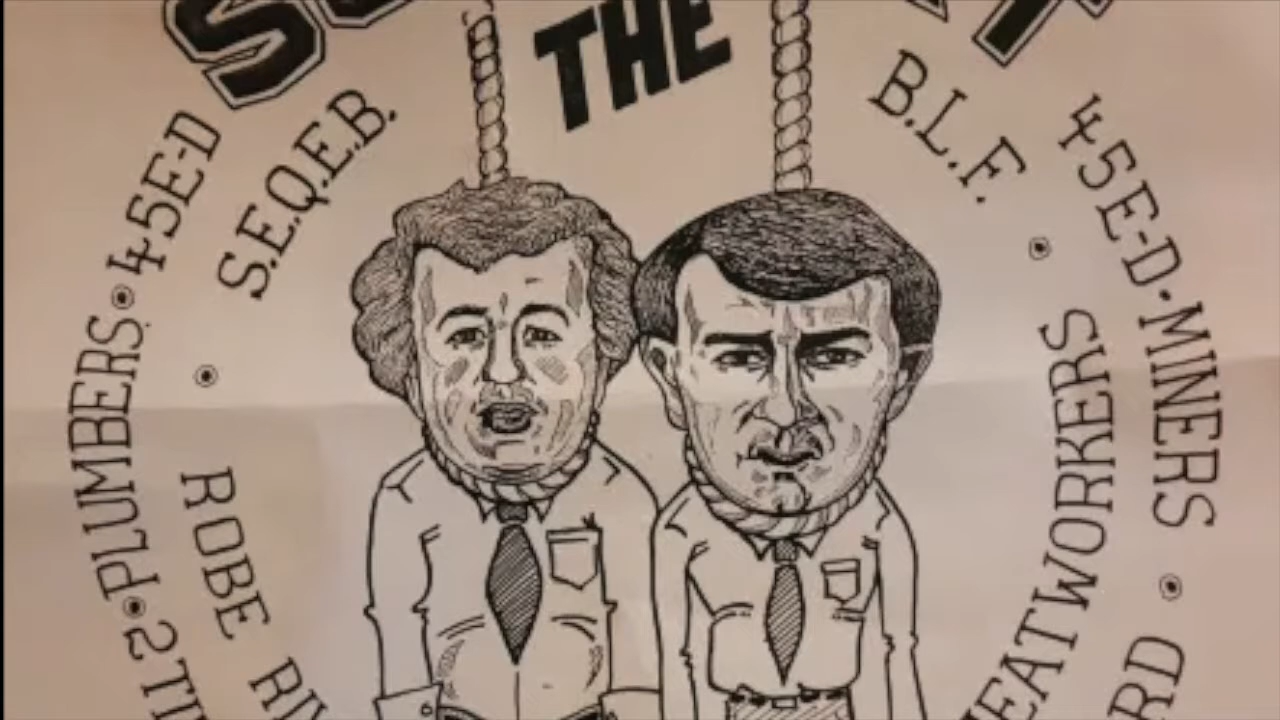 THE
45E-D
S.E.Q.E.B.
B.L.F.
45E-D • MINERS
PLUMBERS
ROBE
MEATWORKERS